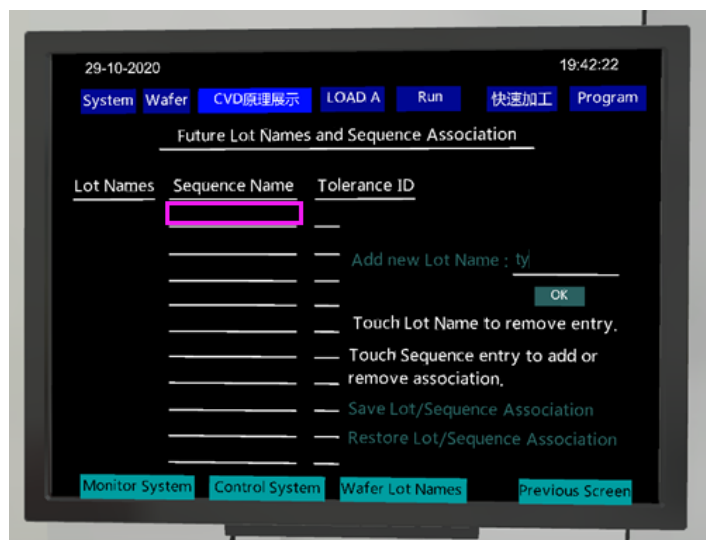 29-10-2020 19:42:22
System Wafer CVD原理展示 LOAD A Run 快速加工 Program
Future Lot Names and Sequence Association
Lot Names Sequence Name Tolerance ID
Add new Lot Name : ty
OK
Touch Lot Name to remove entry.
Touch Sequence entry to add or
remove association.
Save Lot/Sequence Association
Restore Lot/Sequence Association
Monitor System Control System Wafer Lot Names Previous Screen